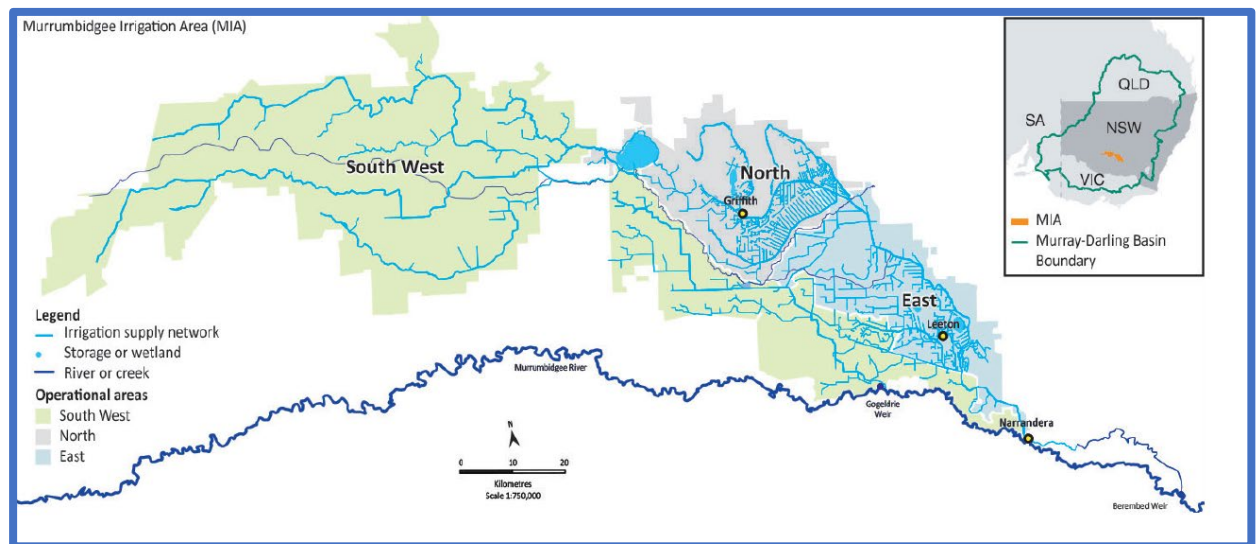 Murrumbidgee Irrigation Area (MIA)
QLD
SA
NSW
VIC
MIA
Murray-Darling Basin
Boundary
South West
North
Griffith
East
Leeton
Legend
Irrigation supply network
Storage or wetland
River or creek
Operational areas
South West
North
East
Murrumbidgee River
Gogeldrie
Weir
Narrandera
Berembed Weir
N
0 10 20
Kilometres
Scale 1:750,000